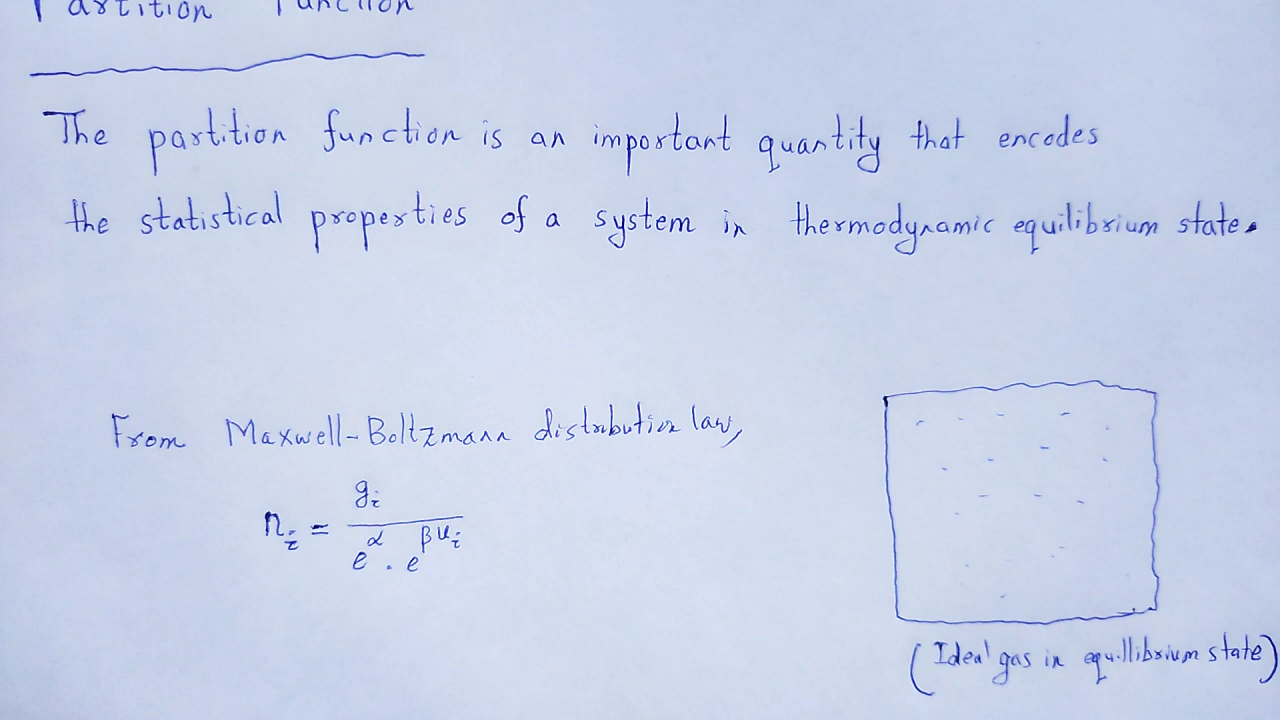 Partition Function
The partition function is an important quantity that encodes
the statistical properties of a system in thermodynamic equilibrium state.
From Maxwell-Boltzmann distribution law,
nᵢ = gᵢ / (e^α . e^βuᵢ)
(Ideal gas in equillibrium state)